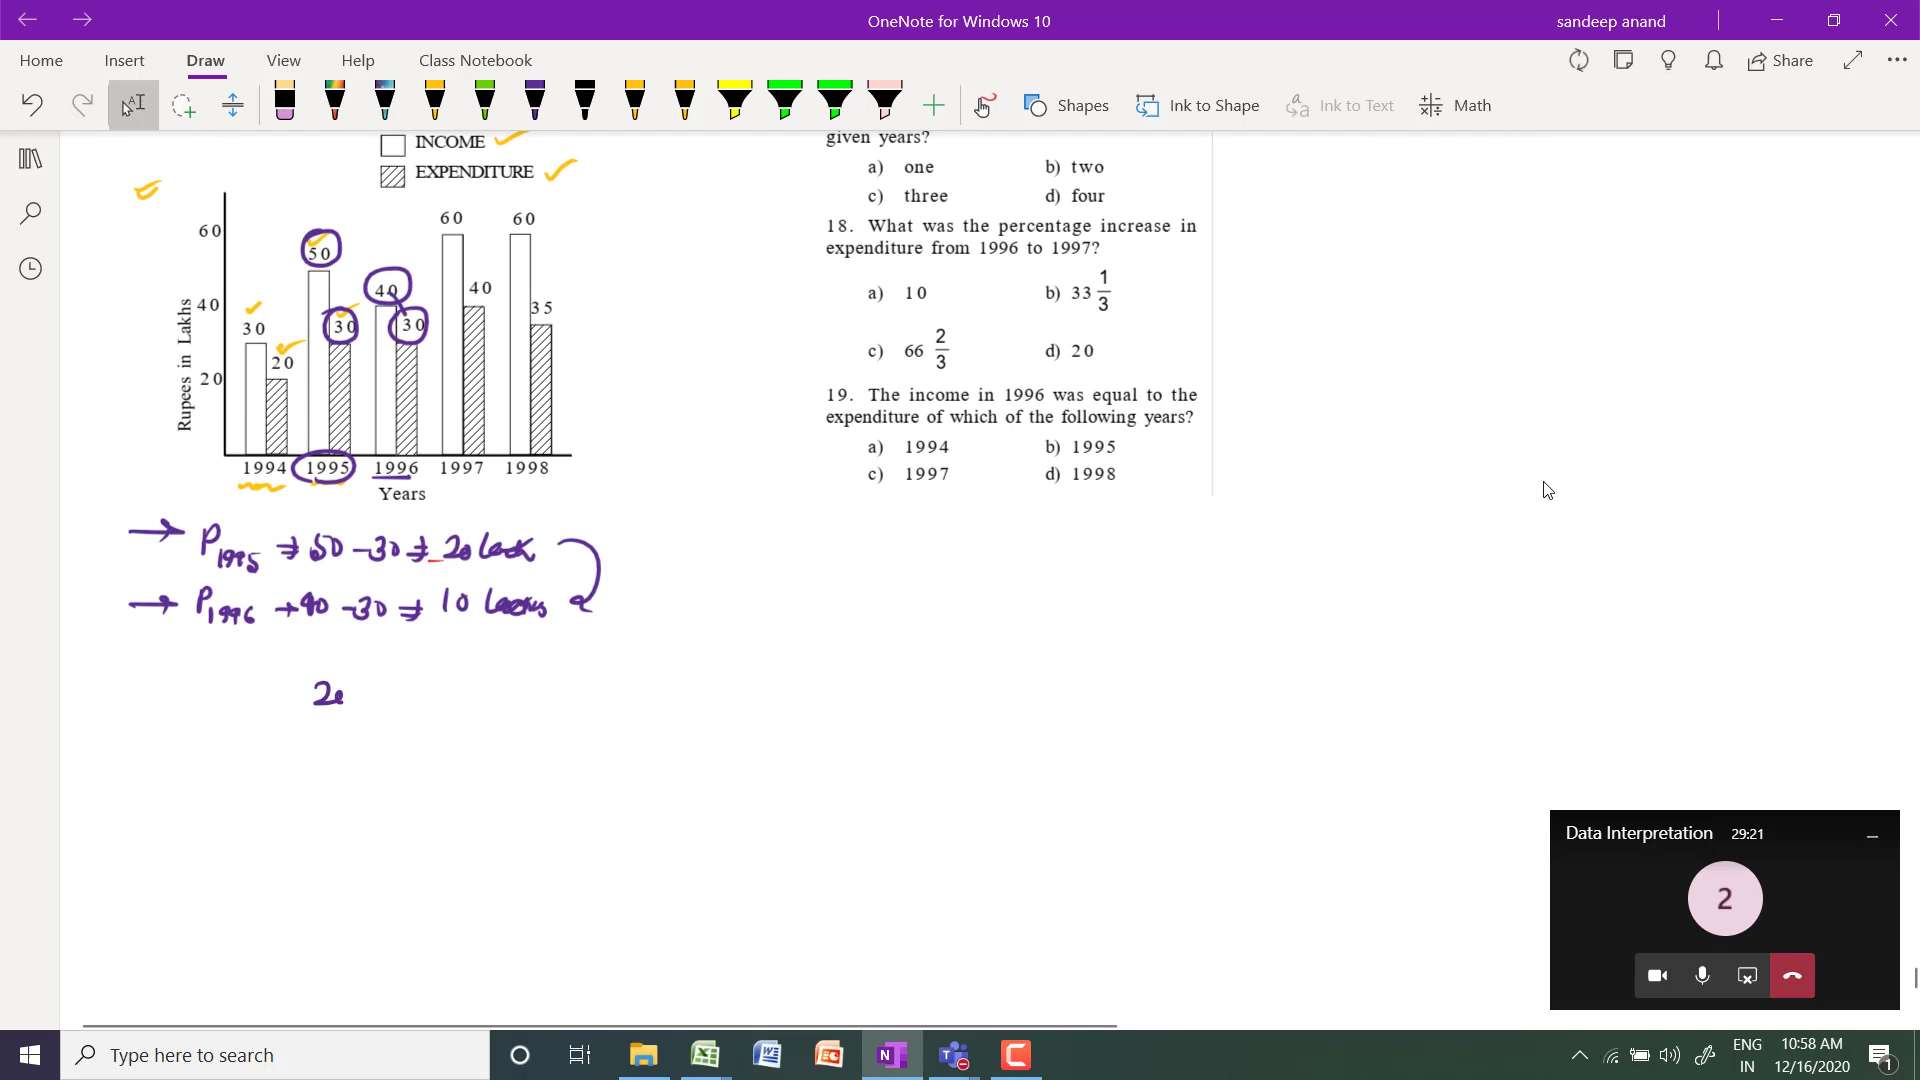 OneNote for Windows 10
sandeep anand
Home Insert Draw View Help Class Notebook
Share
Shapes Ink to Shape Ink to Text Math
INCOME
EXPENDITURE
60
40
20
Rupees in Lakhs
30 20 50 30 40 30 60 40 60 35
1994 1995 1996 1997 1998
Years
P1995 ⇒ 50 - 30 ⇒ 20
P1996 → 40 - 30 ⇒ 10
given years?
a) one b) two
c) three d) four
18. What was the percentage increase in
expenditure from 1996 to 1997?
a) 10 b) 33 1/3
c) 66 2/3 d) 20
19. The income in 1996 was equal to the
expenditure of which of the following years?
a) 1994 b) 1995
c) 1997 d) 1998
Data Interpretation 29:21
2
Type here to search
ENG
IN
10:58 AM
12/16/2020
1